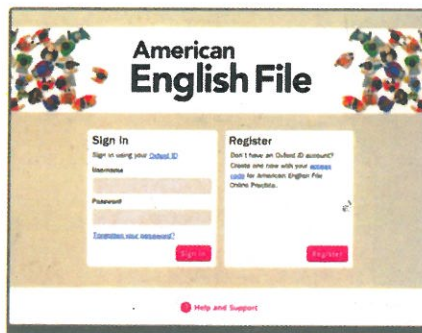 American
English File
Sign in
Sign in using your Oxford ID
Username
Password
Forgotten your password?
Sign in
Register
Don't have an Oxford ID account?
Create one now with your access
code for American English File
Online Practice.
Register
Help and Support